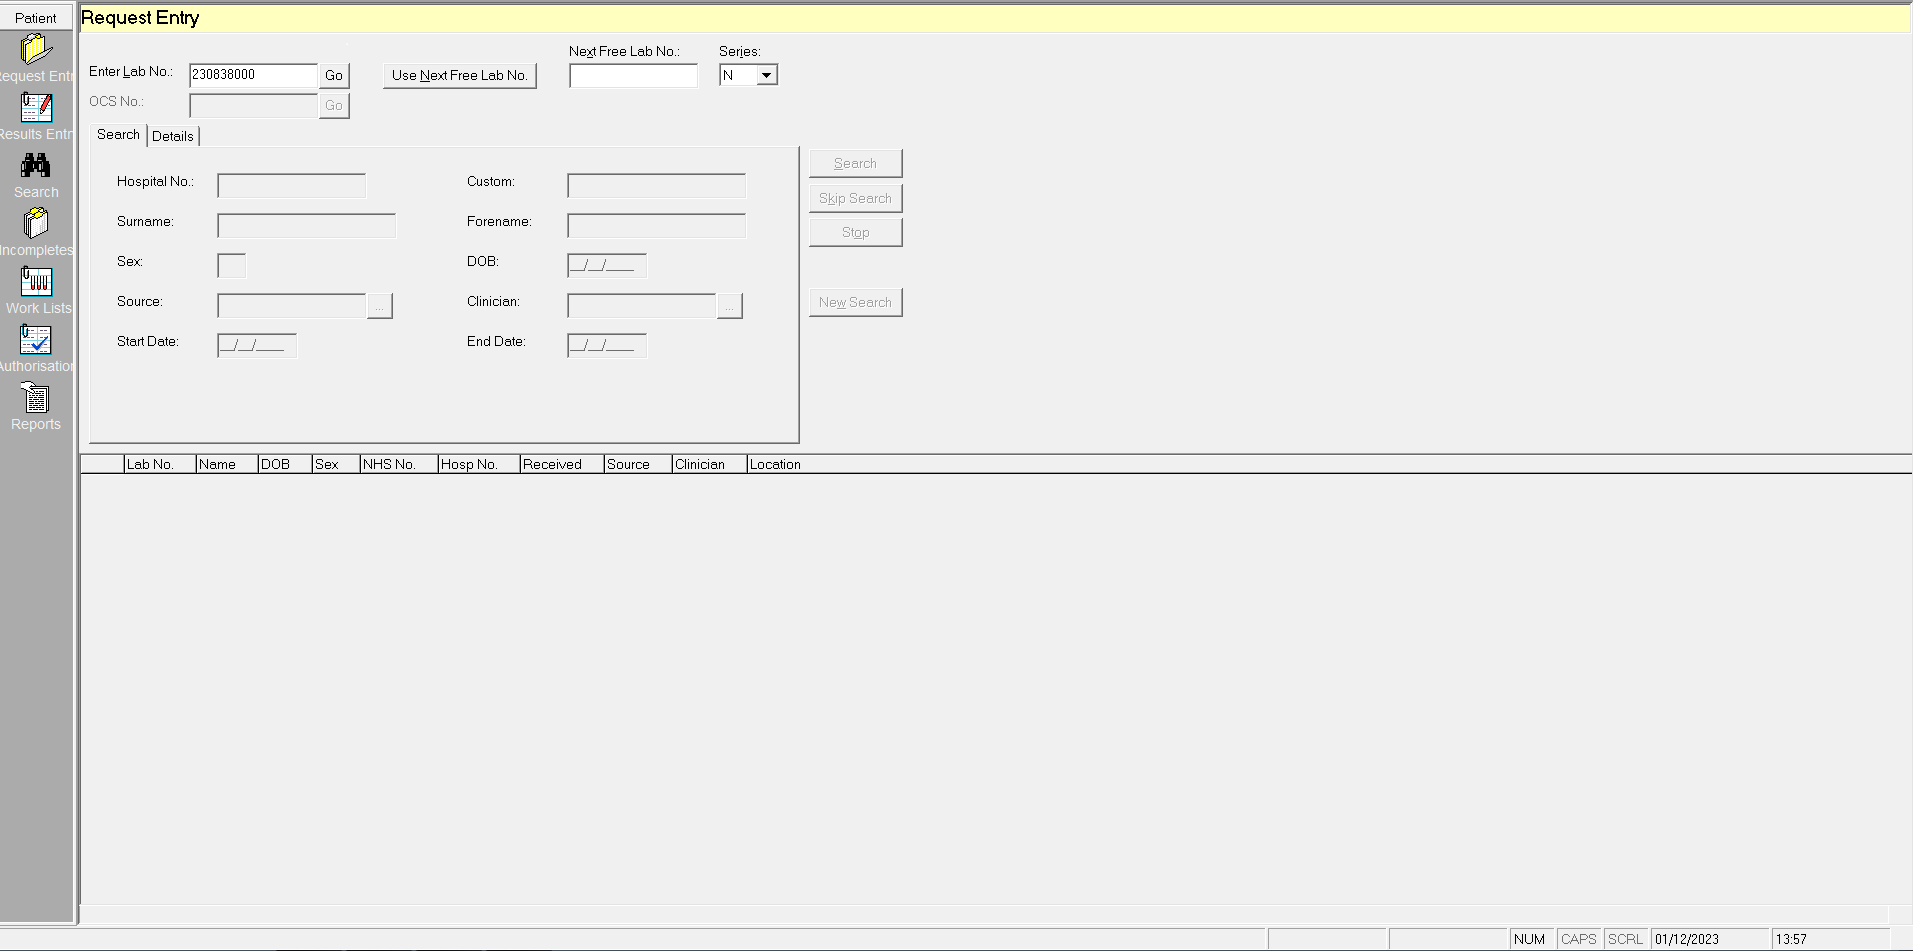 Patient
Request Entry
Results Entr
Search
Incompletes
Work Lists
Authorisation
Reports
Request Entry
Enter Lab No.: 230838000 Go Use Next Free Lab No.
Next Free Lab No.: Series:
N
OCS No.: Go
Search Details
Hospital No.: Custom:
Surname: Forename:
Sex: DOB: __/__/____
Source: ... Clinician: ...
Start Date: __/__/____ End Date: __/__/____
Search
Skip Search
Stop
New Search
Lab No. Name DOB Sex NHS No. Hosp No. Received Source Clinician Location
NUM CAPS SCRL 01/12/2023 13:57